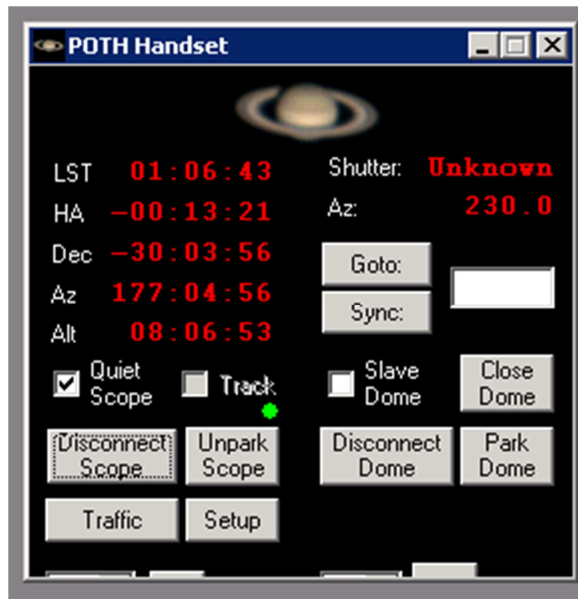 POTH Handset
LST 01:06:43
HA -00:13:21
Dec -30:03:56
Az 177:04:56
Alt 08:06:53
Shutter: Unknown
Az: 230.0
Goto:
Sync:
Quiet
Scope
Track
Slave
Dome
Close
Dome
Disconnect
Scope
Unpark
Scope
Disconnect
Dome
Park
Dome
Traffic
Setup